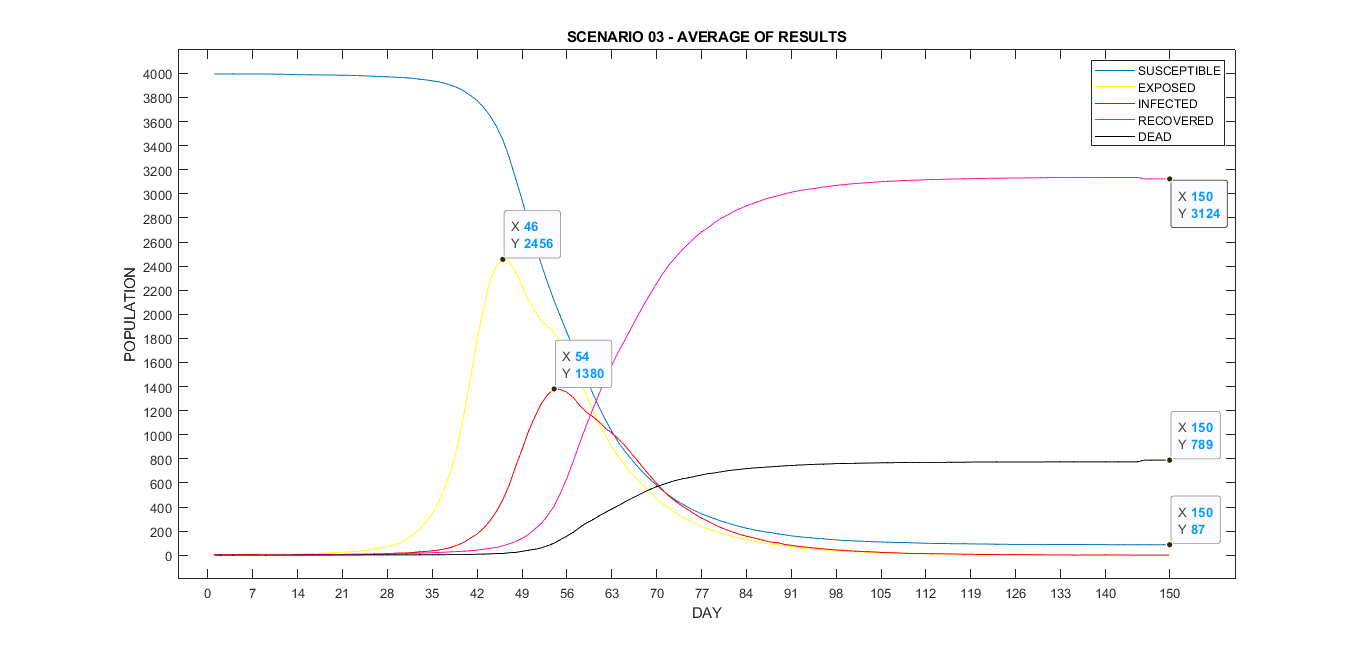 SCENARIO 03 - AVERAGE OF RESULTS
SUSCEPTIBLE
EXPOSED
INFECTED
RECOVERED
DEAD
POPULATION
4000
3800
3600
3400
3200
3000
2800
2600
2400
2200
2000
1800
1600
1400
1200
1000
800
600
400
200
0
X 46
Y 2456
X 54
Y 1380
X 150
Y 3124
X 150
Y 789
X 150
Y 87
0 7 14 21 28 35 42 49 56 63 70 77 84 91 98 105 112 119 126 133 140 150
DAY